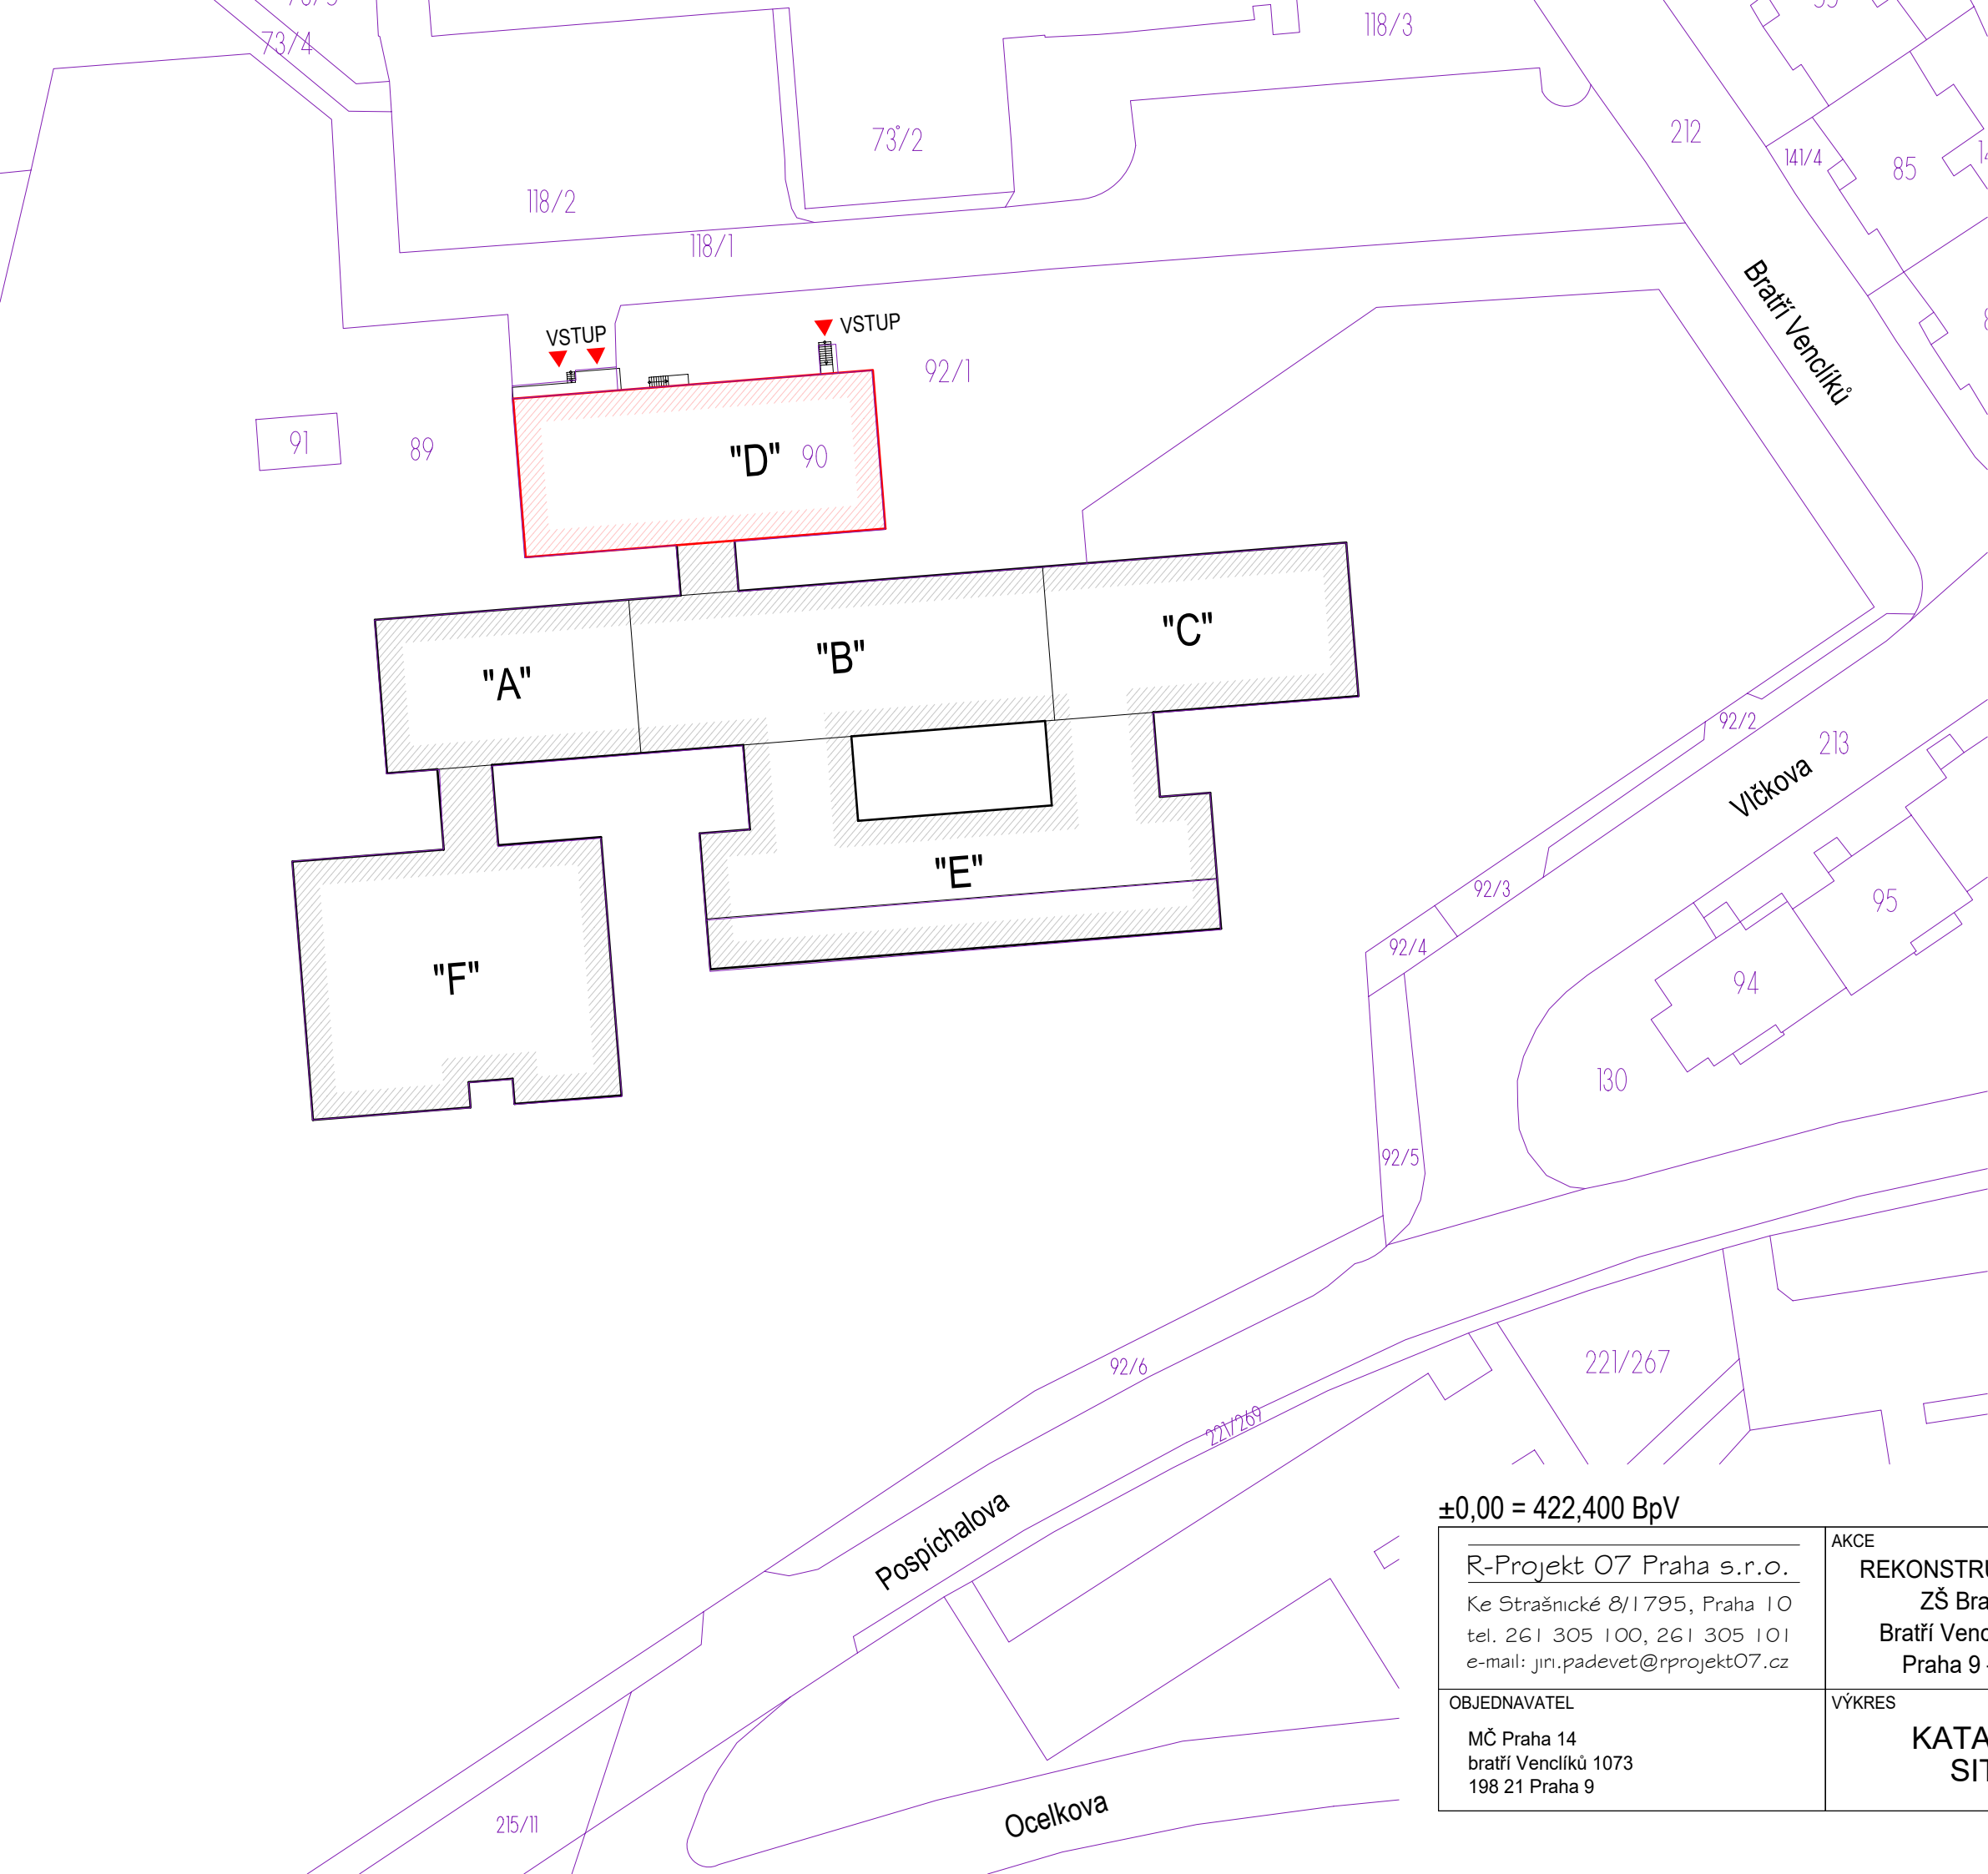 73/4
118/3
73/2
212
141/4
85
118/2
118/1
Bratří Venclíků
VSTUP
VSTUP
92/1
91
89
"D"
90
"C"
"B"
"A"
92/2
213
Vlčkova
"E"
92/3
95
92/4
"F"
94
130
92/5
92/6
221/267
221/269
Pospíchalova
±0,00 = 422,400 BpV
R-Projekt 07 Praha s.r.o.
Ke Strašnické 8/1795, Praha 10
tel. 261 305 100, 261 305 101
e-mail: jiri.padevet@rprojekt07.cz
AKCE
REKONSTRU
ZŠ Bra
Bratří Venc
Praha 9
OBJEDNAVATEL
MČ Praha 14
bratří Venclíků 1073
198 21 Praha 9
VÝKRES
KATA
SIT
Ocelkova
215/11